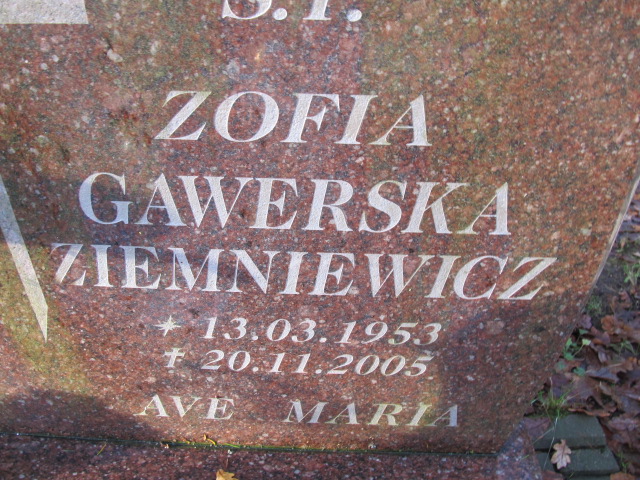 Ś.P.
ZOFIA
GAWERSKA
ZIEMNIEWICZ
* 13.03.1953
† 20.11.2005
AVE MARIA